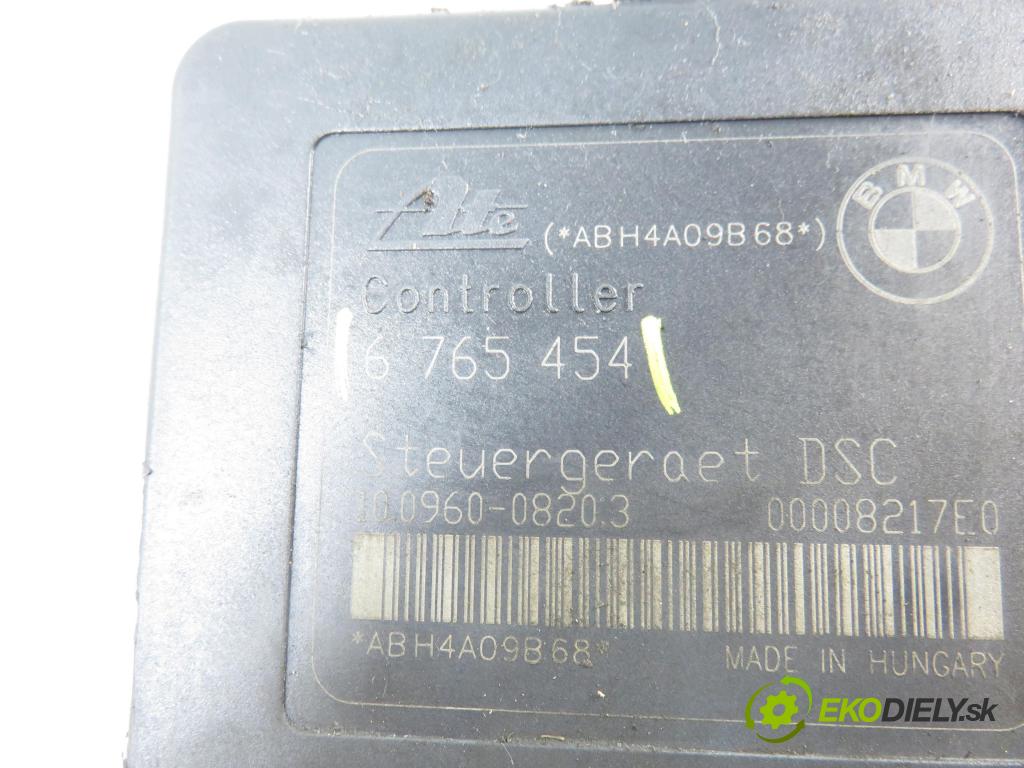 Ate (*ABH4A09B68*) BMW
Controller
6 765 454
Steuergeraet DSC
10.0960-0820.3 00008217E0
*ABH4A09B68* MADE IN HUNGARY
EKODIELY.sk